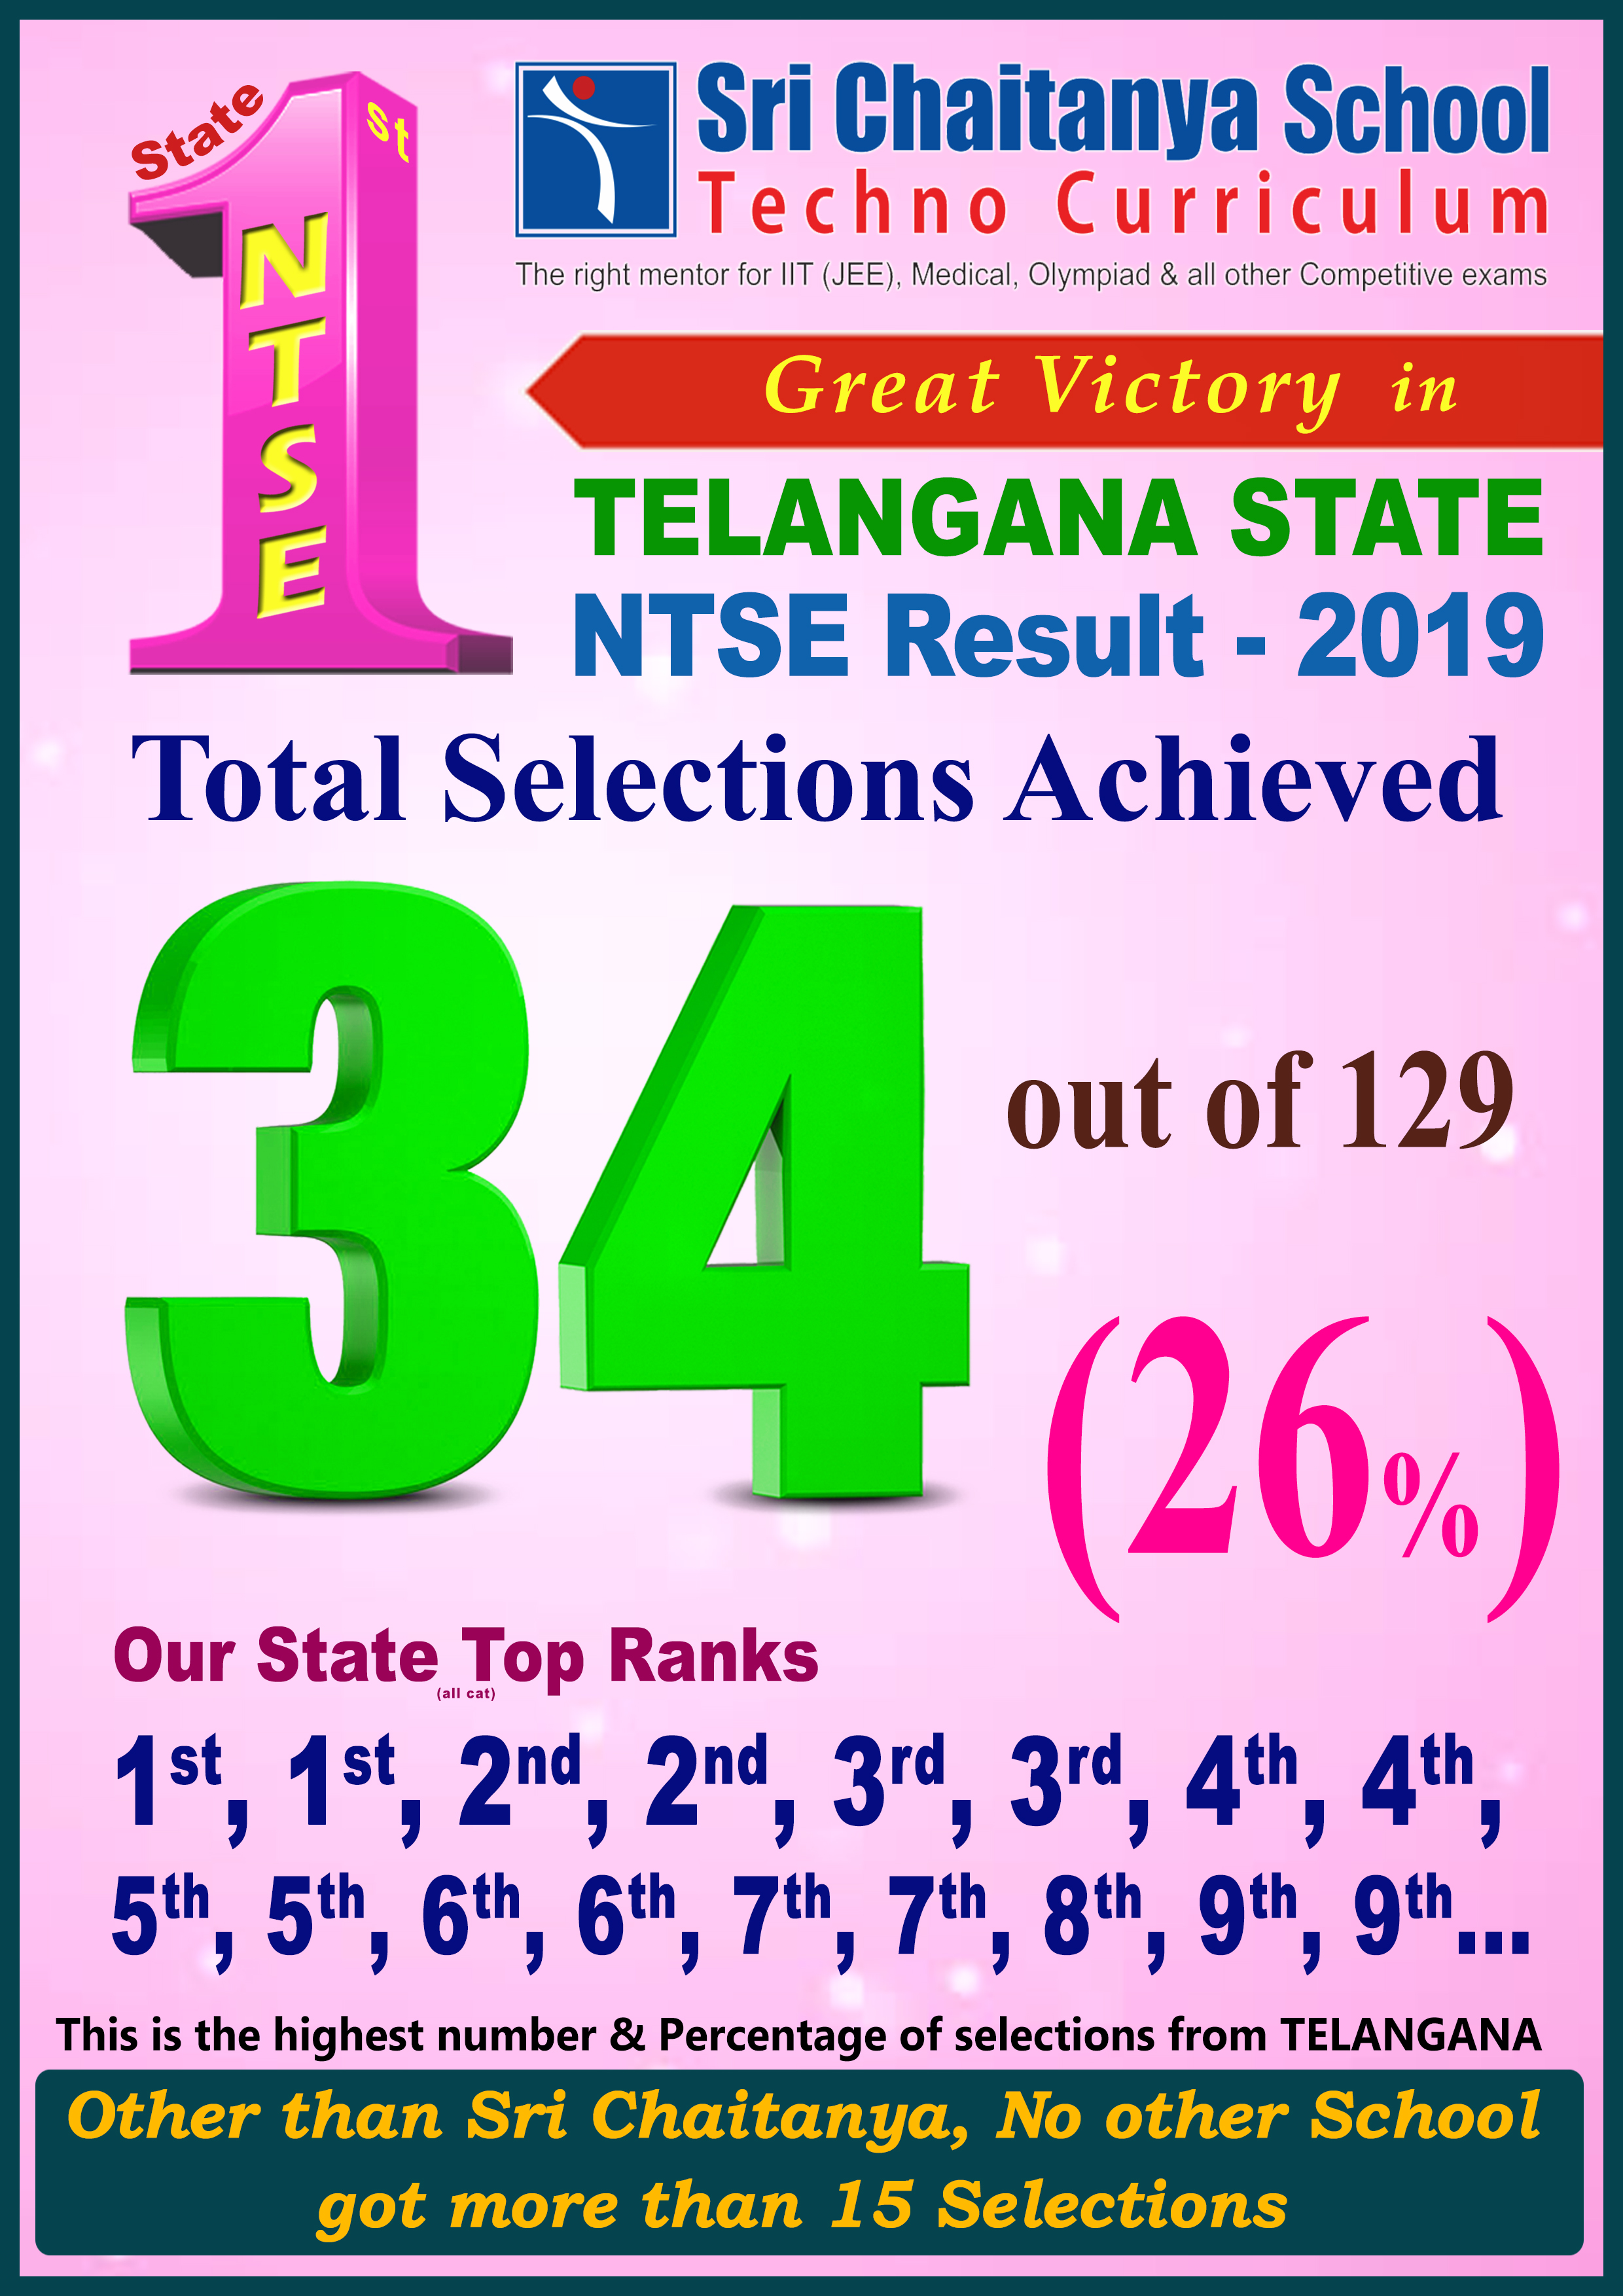 State 1st
NTSE
Sri Chaitanya School
Techno Curriculum
The right mentor for IIT (JEE), Medical, Olympiad & all other Competitive exams
Great Victory in
TELANGANA STATE
NTSE Result - 2019
Total Selections Achieved
34 out of 129
(26%)
Our State Top Ranks
(all cat)
1st, 1st, 2nd, 2nd, 3rd, 3rd, 4th, 4th,
5th, 5th, 6th, 6th, 7th, 7th, 8th, 9th, 9th...
This is the highest number & Percentage of selections from TELANGANA
Other than Sri Chaitanya, No other School
got more than 15 Selections